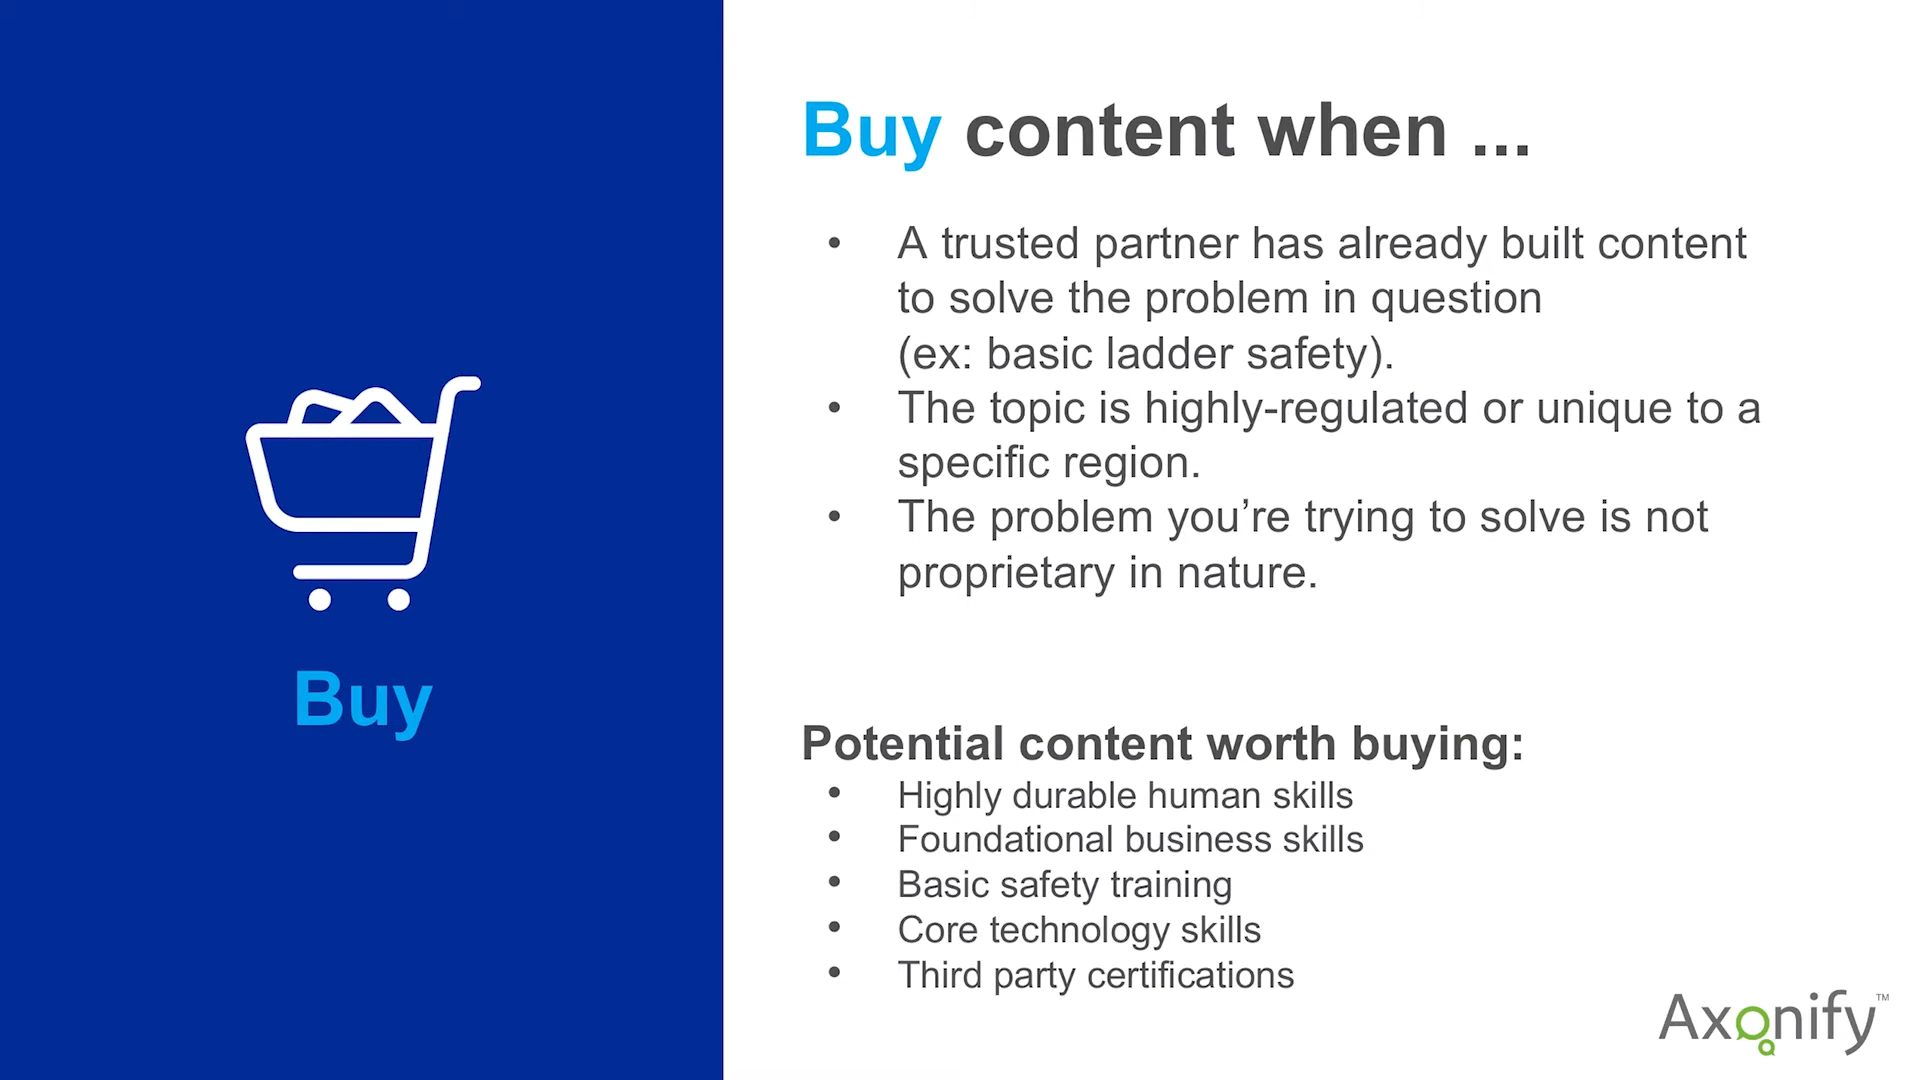 Buy
Buy content when ...
• A trusted partner has already built content
to solve the problem in question
(ex: basic ladder safety).
• The topic is highly-regulated or unique to a
specific region.
• The problem you’re trying to solve is not
proprietary in nature.
Potential content worth buying:
• Highly durable human skills
• Foundational business skills
• Basic safety training
• Core technology skills
• Third party certifications
Axonify™